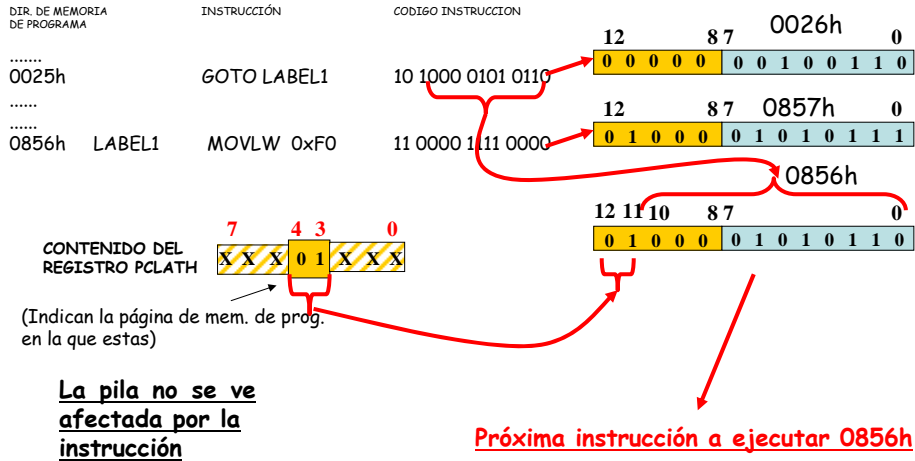 DIR. DE MEMORIA
DE PROGRAMA
INSTRUCCIÓN
CODIGO INSTRUCCION
0026h
12 8 7 0
0 0 0 0 0 0 0 1 0 0 1 1 0
.......
0025h GOTO LABEL1 10 1000 0101 0110
......
0857h
12 8 7 0
0 1 0 0 0 0 1 0 1 0 1 1 1
......
0856h LABEL1 MOVLW 0xF0 11 0000 1111 0000
0856h
12 11 10 8 7 0
0 1 0 0 0 0 1 0 1 0 1 1 0
7 4 3 0
CONTENIDO DEL
REGISTRO PCLATH
X X X 0 1 X X X
(Indican la página de mem. de prog.
en la que estas)
La pila no se ve
afectada por la
instrucción
Próxima instrucción a ejecutar 0856h